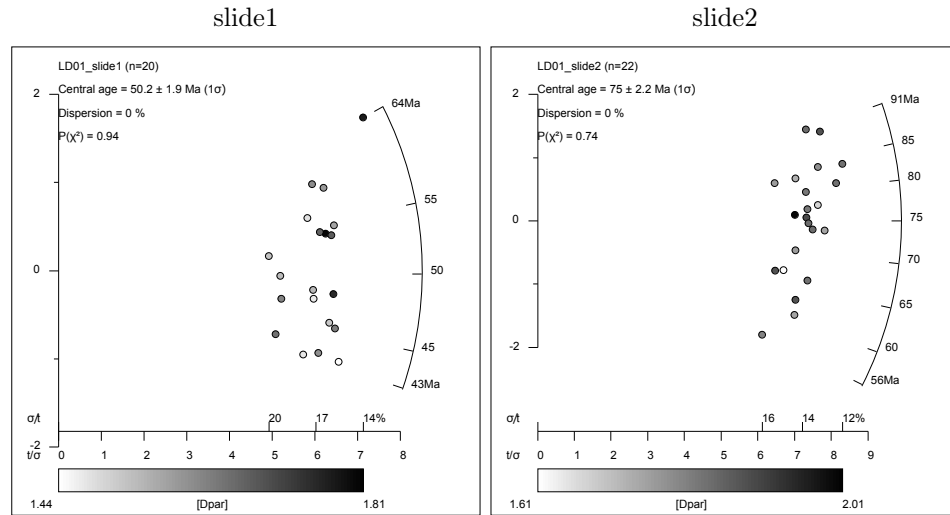 slide1
LD01_slide1 (n=20)
Central age = 50.2 ± 1.9 Ma (1σ)
Dispersion = 0 %
P(χ²) = 0.94
2
0
-2
64Ma
55
50
45
43Ma
σ/t
20
17
14%
t/σ
0
1
2
3
4
5
6
7
8
1.44
[Dpar]
1.81
slide2
LD01_slide2 (n=22)
Central age = 75 ± 2.2 Ma (1σ)
Dispersion = 0 %
P(χ²) = 0.74
2
0
-2
91Ma
85
80
75
70
65
60
56Ma
σ/t
16
14
12%
t/σ
0
1
2
3
4
5
6
7
8
9
1.61
[Dpar]
2.01